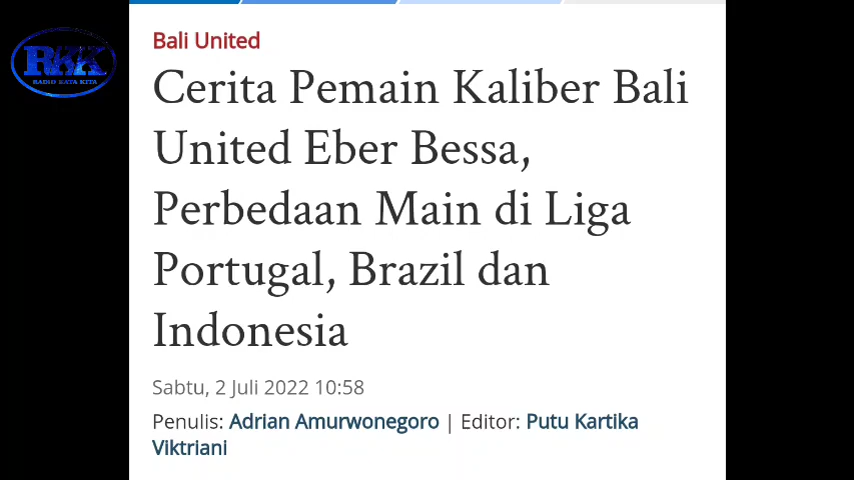 RKK
RADIO KATA KITA
Bali United
Cerita Pemain Kaliber Bali
United Eber Bessa,
Perbedaan Main di Liga
Portugal, Brazil dan
Indonesia
Sabtu, 2 Juli 2022 10:58
Penulis: Adrian Amurwonegoro | Editor: Putu Kartika
Viktriani